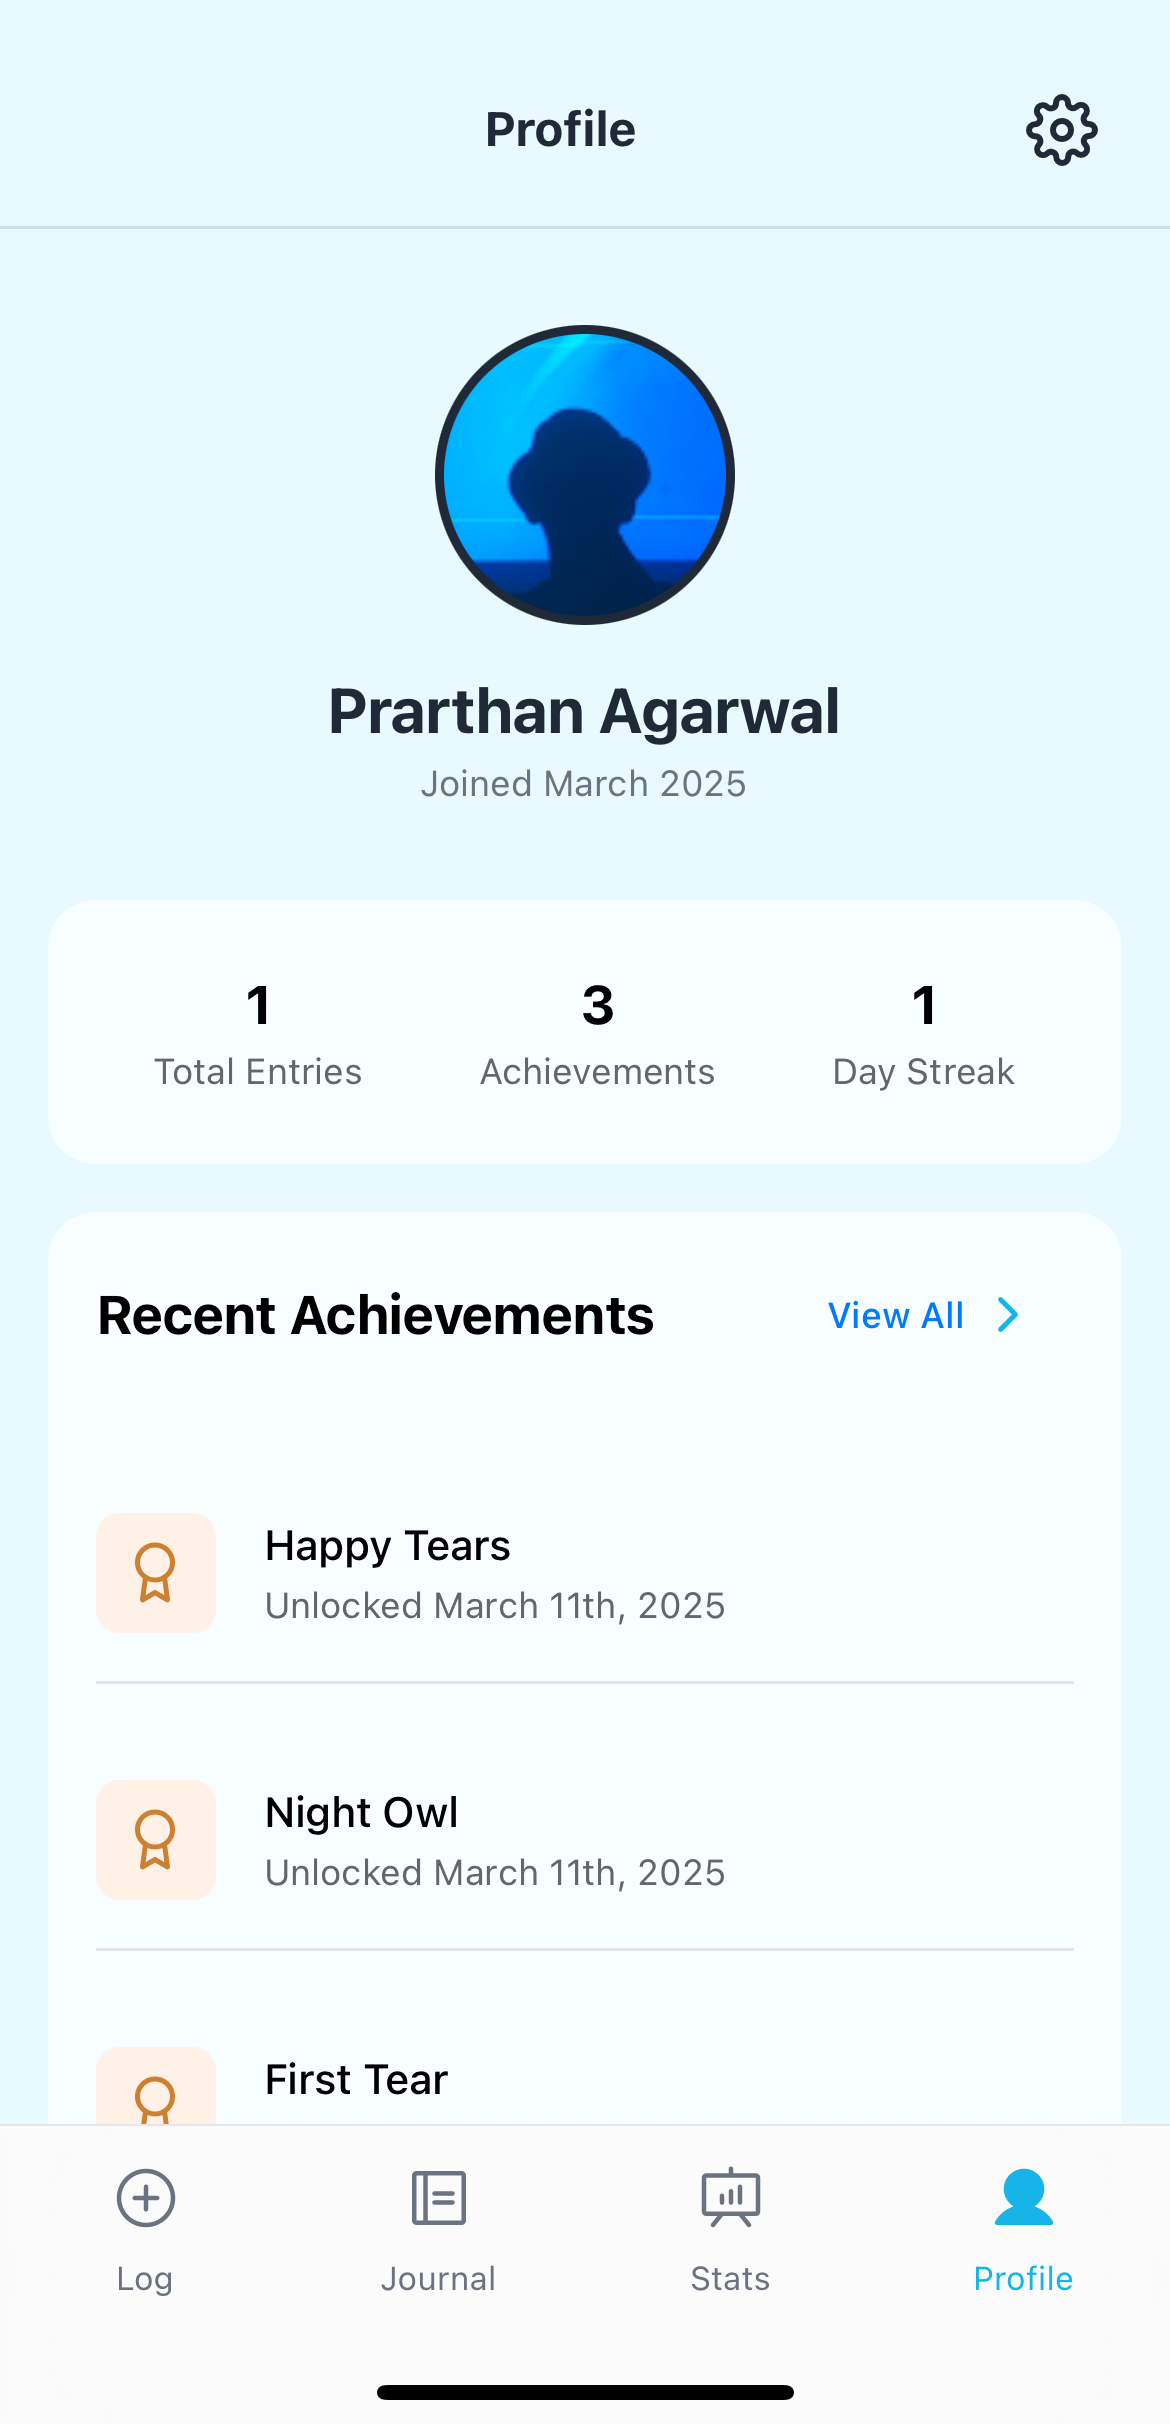 Profile
Prarthan Agarwal
Joined March 2025
1 3 1
Total Entries Achievements Day Streak
Recent Achievements View All
Happy Tears
Unlocked March 11th, 2025
Night Owl
Unlocked March 11th, 2025
First Tear
Log Journal Stats Profile